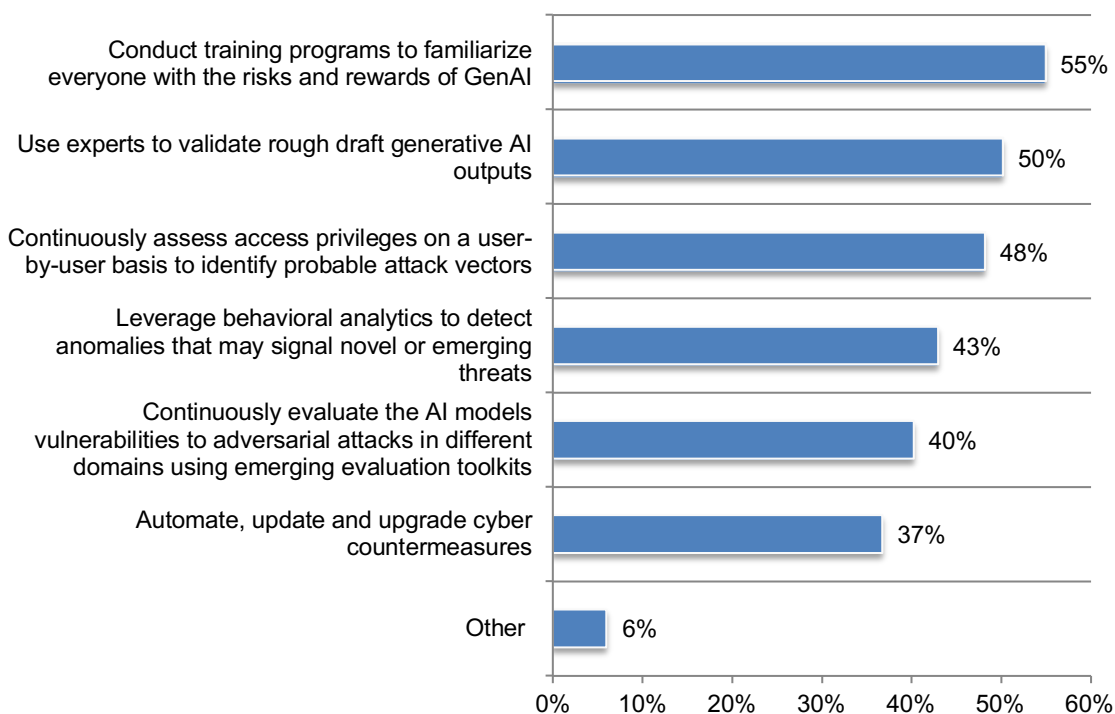 Conduct training programs to familiarize
everyone with the risks and rewards of GenAI
55%
Use experts to validate rough draft generative AI
outputs
50%
Continuously assess access privileges on a user-
by-user basis to identify probable attack vectors
48%
Leverage behavioral analytics to detect
anomalies that may signal novel or emerging
threats
43%
Continuously evaluate the AI models
vulnerabilities to adversarial attacks in different
domains using emerging evaluation toolkits
40%
Automate, update and upgrade cyber
countermeasures
37%
Other
6%
0% 10% 20% 30% 40% 50% 60%